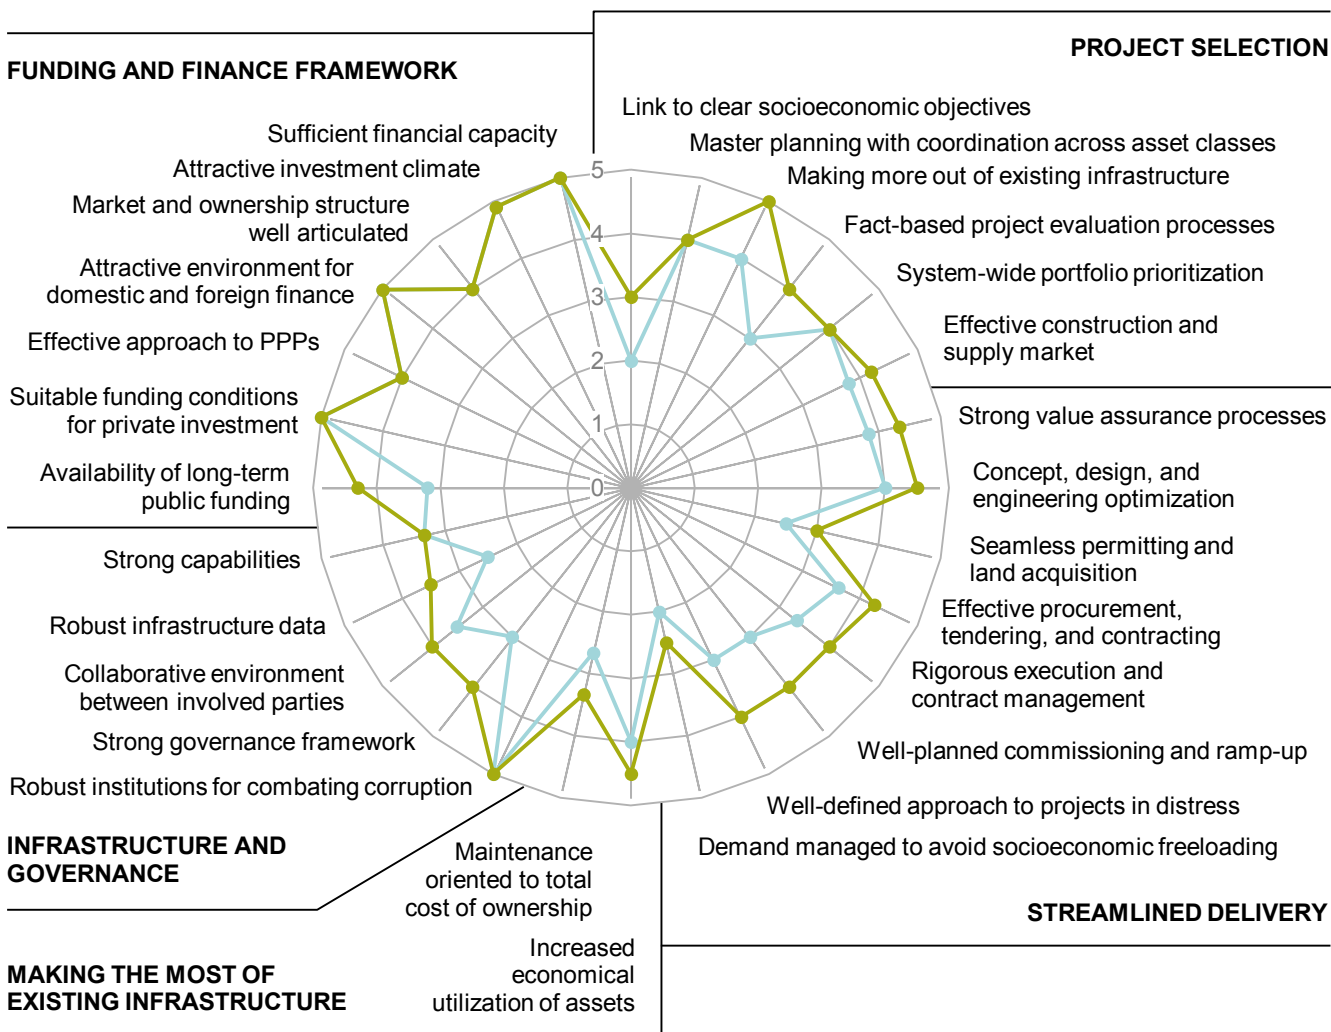 PROJECT SELECTION
FUNDING AND FINANCE FRAMEWORK
Link to clear socioeconomic objectives
Master planning with coordination across asset classes
Making more out of existing infrastructure
Fact-based project evaluation processes
System-wide portfolio prioritization
Effective construction and
supply market
Strong value assurance processes
Concept, design, and
engineering optimization
Seamless permitting and
land acquisition
Effective procurement,
tendering, and contracting
Rigorous execution and
contract management
Well-planned commissioning and ramp-up
Well-defined approach to projects in distress
Demand managed to avoid socioeconomic freeloading
STREAMLINED DELIVERY
Sufficient financial capacity
Attractive investment climate
Market and ownership structure
well articulated
Attractive environment for
domestic and foreign finance
Effective approach to PPPs
Suitable funding conditions
for private investment
Availability of long-term
public funding
Strong capabilities
Robust infrastructure data
Collaborative environment
between involved parties
Strong governance framework
Robust institutions for combating corruption
INFRASTRUCTURE AND
GOVERNANCE
Maintenance
oriented to total
cost of ownership
Increased
economical
utilization of assets
MAKING THE MOST OF
EXISTING INFRASTRUCTURE
5
4
3
2
1
0